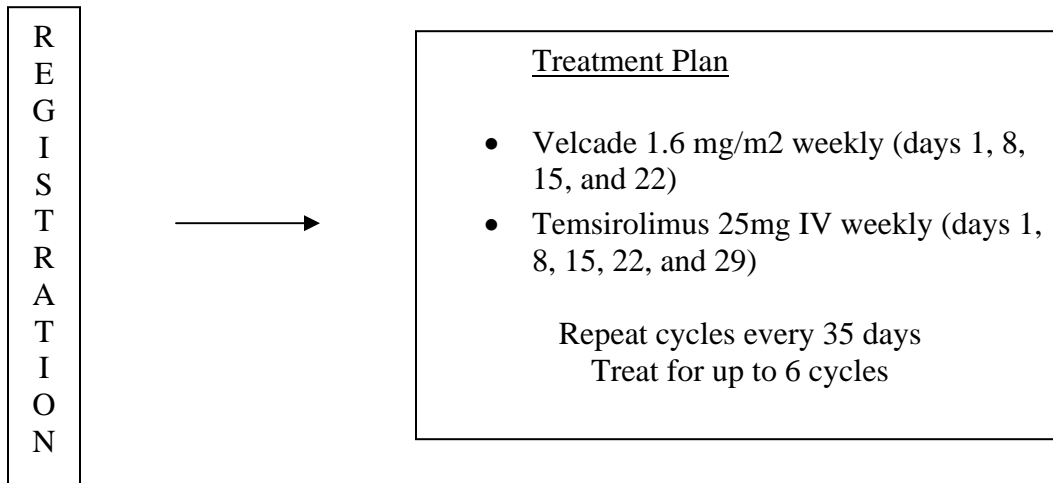 R
E
G
I
S
T
R
A
T
I
O
N
Treatment Plan
• Velcade 1.6 mg/m2 weekly (days 1, 8,
15, and 22)
• Temsirolimus 25mg IV weekly (days 1,
8, 15, 22, and 29)
Repeat cycles every 35 days
Treat for up to 6 cycles